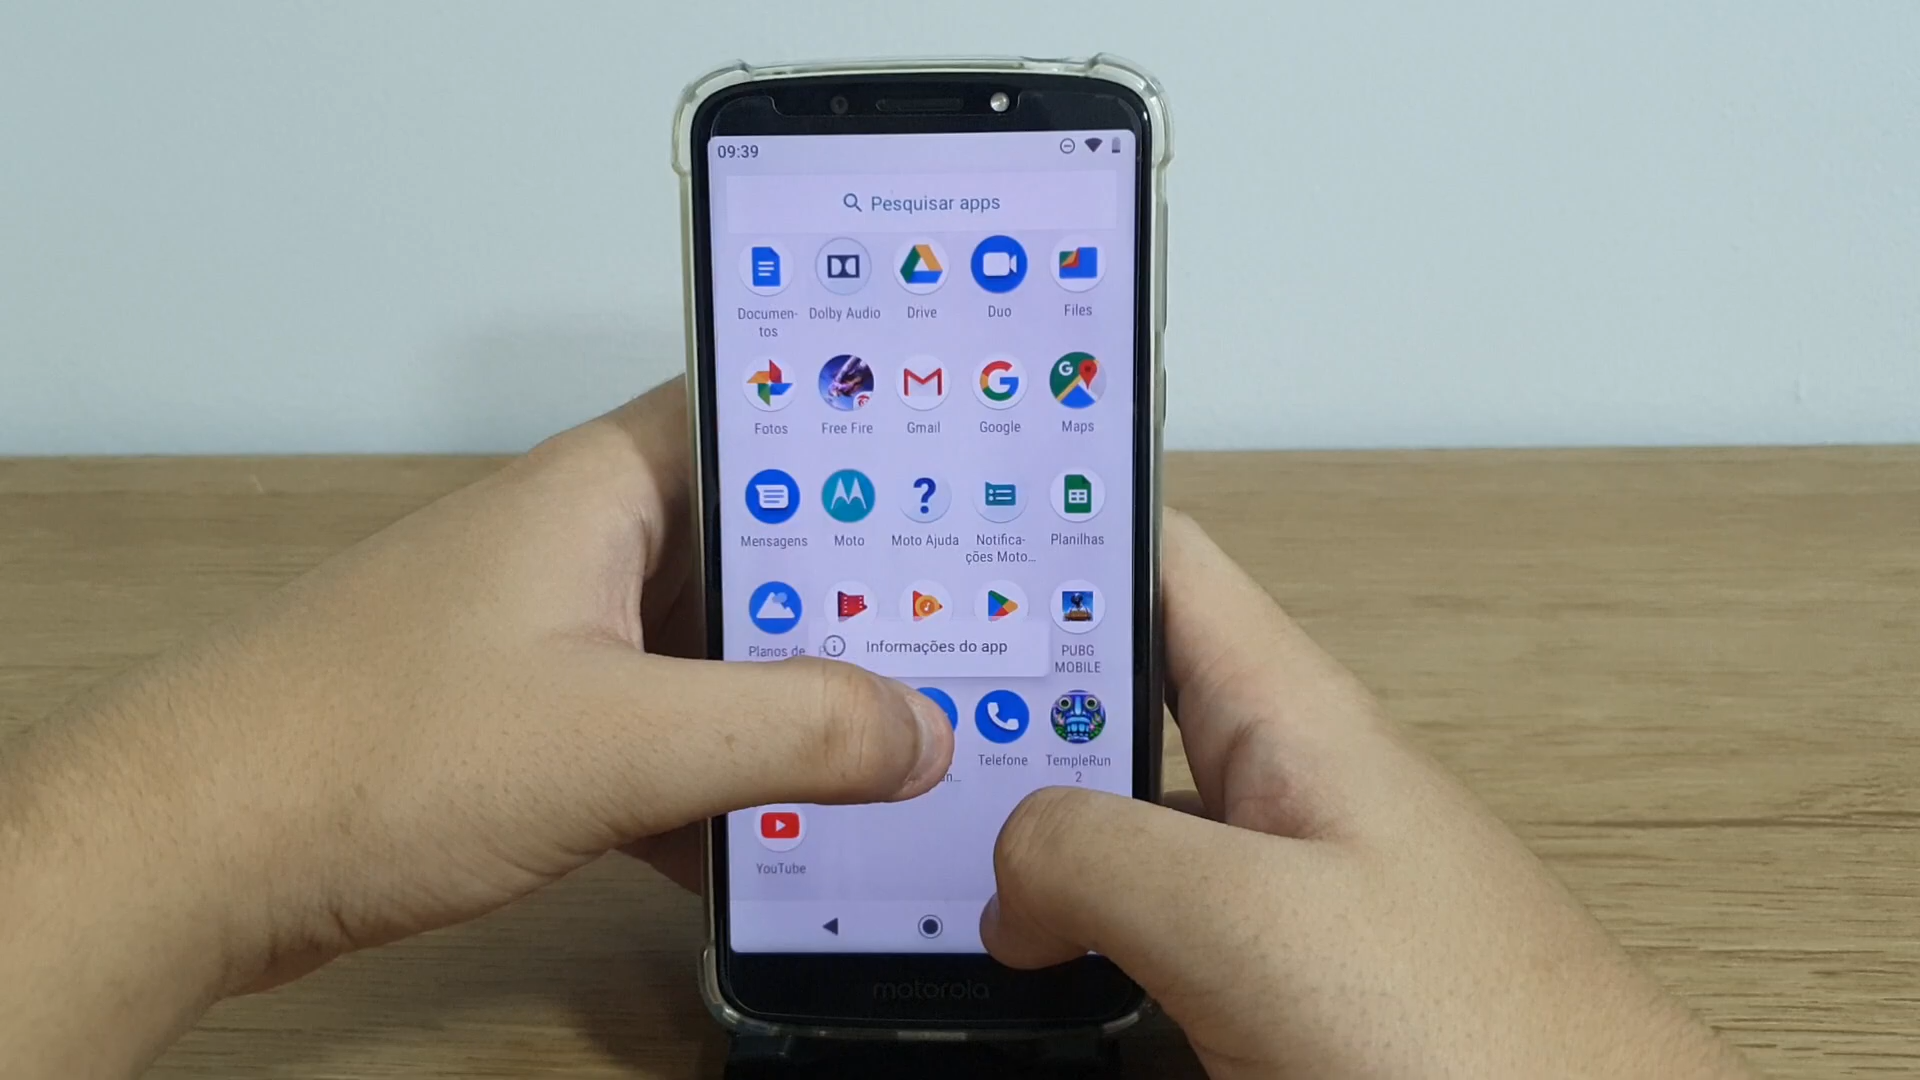 09:39
Pesquisar apps
Documen-
tos
Dolby Audio
Drive
Duo
Files
Fotos
Free Fire
Gmail
Google
Maps
Mensagens
Moto
Moto Ajuda
Notifica-
ções Moto...
Planilhas
Planos de
Informações do app
PUBG
MOBILE
Telefone
TempleRun
2
YouTube
motorola